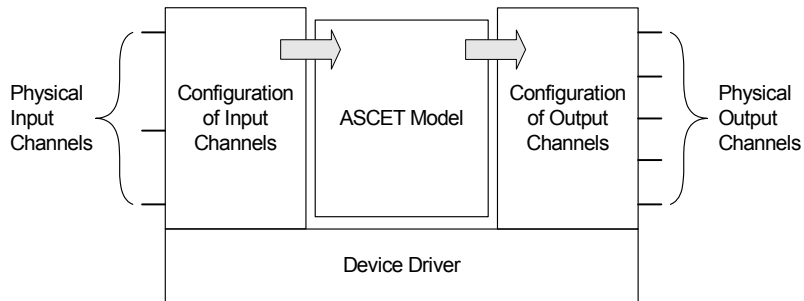 Physical
Input
Channels
Configuration
of Input
Channels
ASCET Model
Configuration
of Output
Channels
Physical
Output
Channels
Device Driver